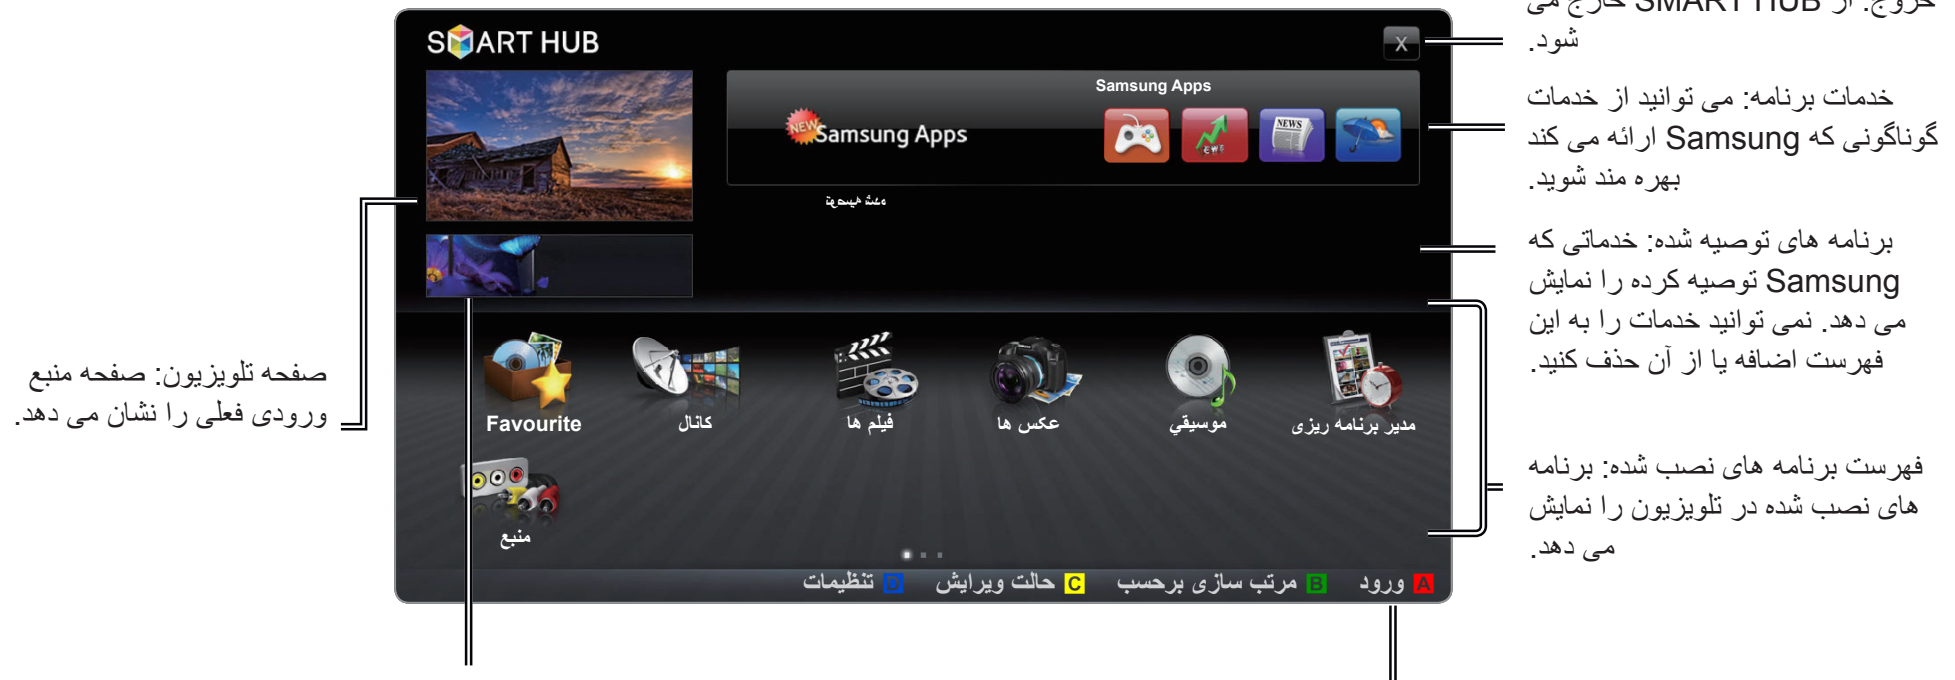 خروج: از SMART HUB خارج می
شود.
SMART HUB
X
Samsung Apps
NEW
Samsung Apps
NEWS
خدمات برنامه: می توانید از خدمات
گوناگونی که Samsung ارائه می کند
بهره مند شوید.
توصیه شده
برنامه های توصیه شده: خدماتی که
Samsung توصیه کرده را نمایش
می دهد. نمی توانید خدمات را به این
فهرست اضافه یا از آن حذف کنید.
صفحه تلویزیون: صفحه منبع
ورودی فعلی را نشان می دهد.
Favourite
کانال
فیلم ها
عکس ها
موسيقي
مدیر برنامه ریزی
منبع
فهرست برنامه های نصب شده: برنامه
های نصب شده در تلویزیون را نمایش
می دهد.
A ورود B مرتب سازی برحسب C حالت ویرایش D تنظیمات